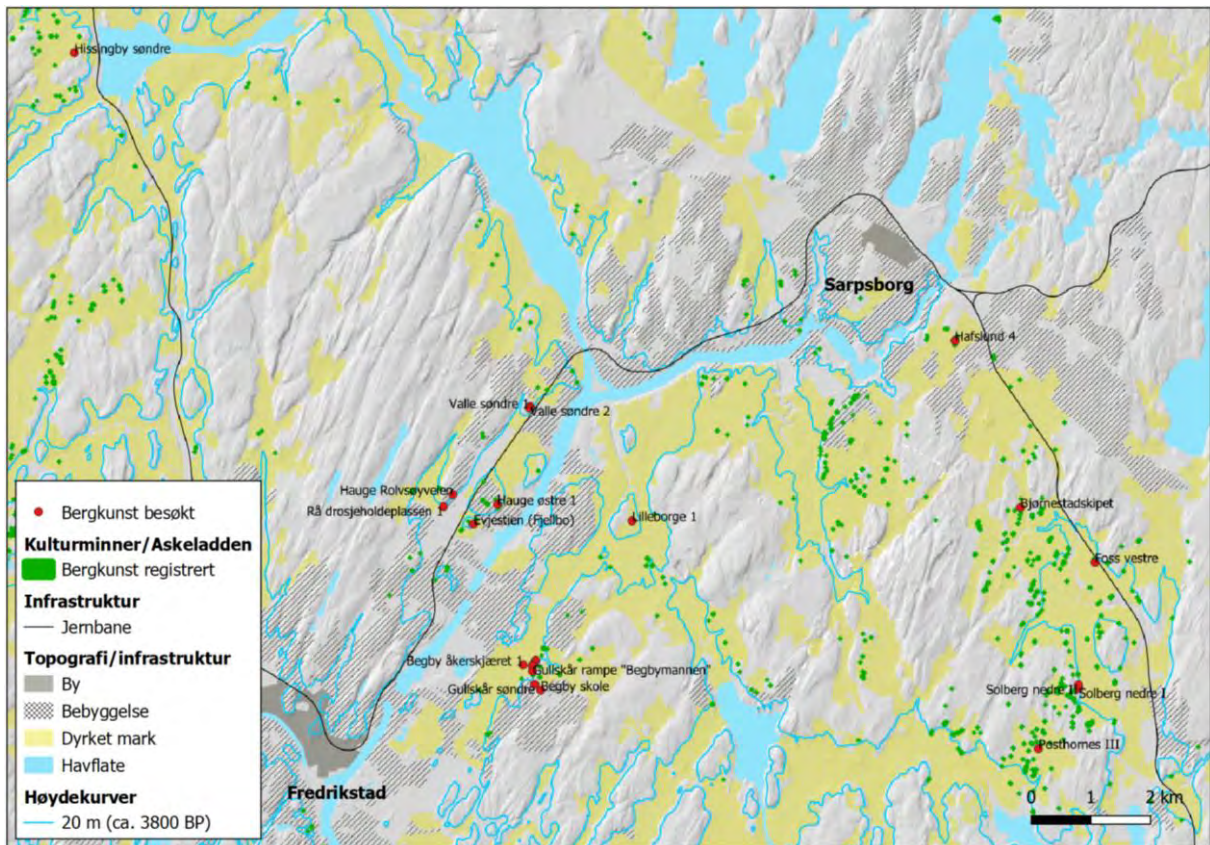 Hissingby søndre
Sarpsborg
Hafslund 4
Valle søndre 1
Valle søndre 2
Hauge Rolvsøyveien
Hauge østre 1
Rå drosjeholdeplassen 1
Evjestien (Fjellbo)
Lilleborge 1
Bjørnestadskipet
Foss vestre
Begby åkerskjæret 1
Gullskår rampe "Begbymannen"
Begby skole
Gullskår søndre
Solberg nedre II
Solberg nedre I
Posthornes III
Fredrikstad
Bergkunst besøkt
Kulturminner/Askeladden
Bergkunst registrert
Infrastruktur
Jernbane
Topografi/infrastruktur
By
Bebyggelse
Dyrket mark
Havflate
Høydekurver
20 m (ca. 3800 BP)
0 1 2 km